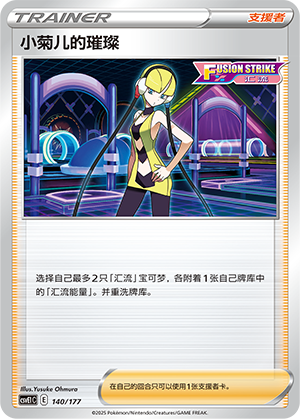 TRAINER
支援者
小菊儿的璀璨
FUSION STRIKE
汇流
选择自己最多2只「汇流」宝可梦，各附着1张自己牌库中
的「汇流能量」。并重洗牌库。
Illus.Yusuke Ohmura
E
140/177
在自己的回合只可以使用1张支援者卡。
©2025 Pokémon/Nintendo/Creatures/GAME FREAK.